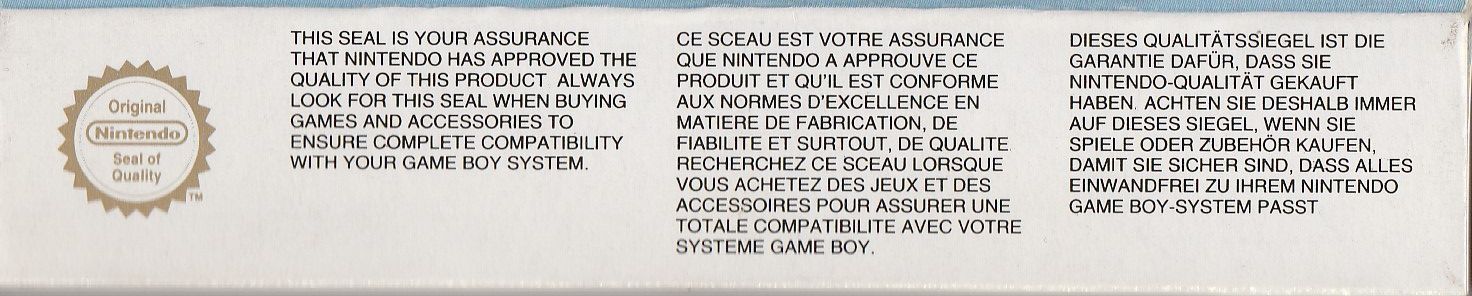 Original
Nintendo
Seal of
Quality
TM
THIS SEAL IS YOUR ASSURANCE
THAT NINTENDO HAS APPROVED THE
QUALITY OF THIS PRODUCT ALWAYS
LOOK FOR THIS SEAL WHEN BUYING
GAMES AND ACCESSORIES TO
ENSURE COMPLETE COMPATIBILITY
WITH YOUR GAME BOY SYSTEM.
CE SCEAU EST VOTRE ASSURANCE
QUE NINTENDO A APPROUVE CE
PRODUIT ET QU'IL EST CONFORME
AUX NORMES D'EXCELLENCE EN
MATIERE DE FABRICATION, DE
FIABILITE ET SURTOUT, DE QUALITE.
RECHERCHEZ CE SCEAU LORSQUE
VOUS ACHETEZ DES JEUX ET DES
ACCESSOIRES POUR ASSURER UNE
TOTALE COMPATIBILITE AVEC VOTRE
SYSTEME GAME BOY.
DIESES QUALITÄTSSIEGEL IST DIE
GARANTIE DAFÜR, DASS SIE
NINTENDO-QUALITÄT GEKAUFT
HABEN. ACHTEN SIE DESHALB IMMER
AUF DIESES SIEGEL, WENN SIE
SPIELE ODER ZUBEHÖR KAUFEN,
DAMIT SIE SICHER SIND, DASS ALLES
EINWANDFREI ZU IHREM NINTENDO
GAME BOY-SYSTEM PASST